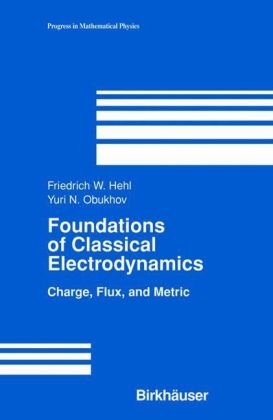 Progress in Mathematical Physics
Friedrich W. Hehl
Yuri N. Obukhov
Foundations
of Classical
Electrodynamics
Charge, Flux, and Metric
Birkhäuser